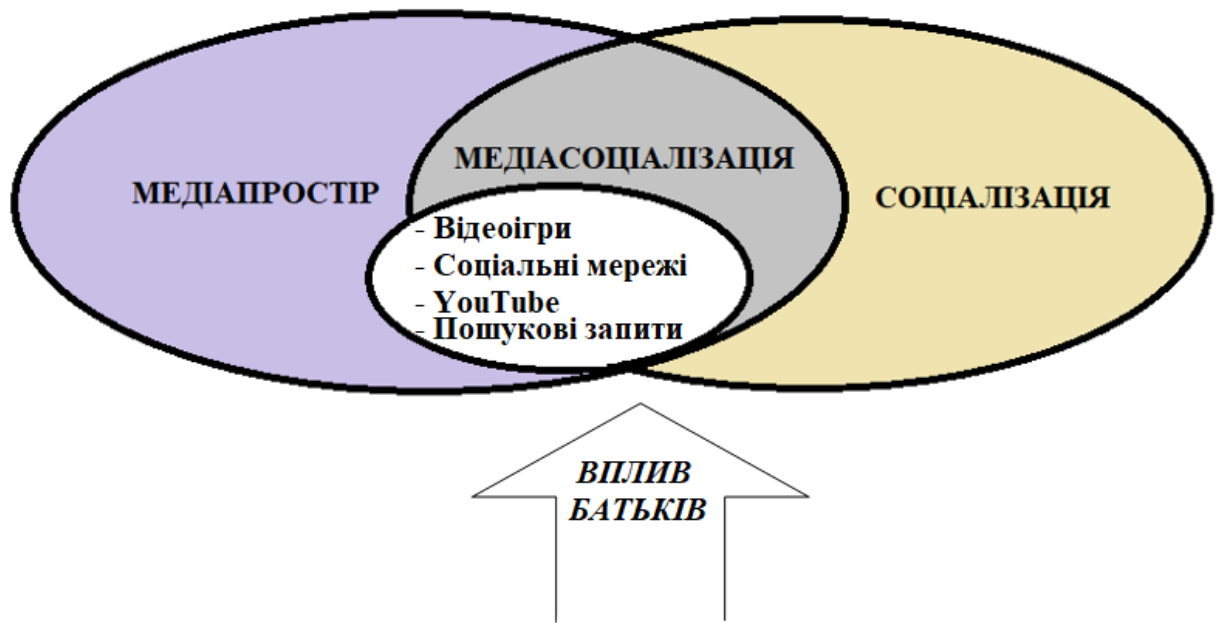 МЕДІАСОЦІАЛІЗАЦІЯ
МЕДІАПРОСТІР
СОЦІАЛІЗАЦІЯ
- Відеоігри
- Соціальні мережі
- YouTube
- Пошукові запити
ВПЛИВ
БАТЬКІВ